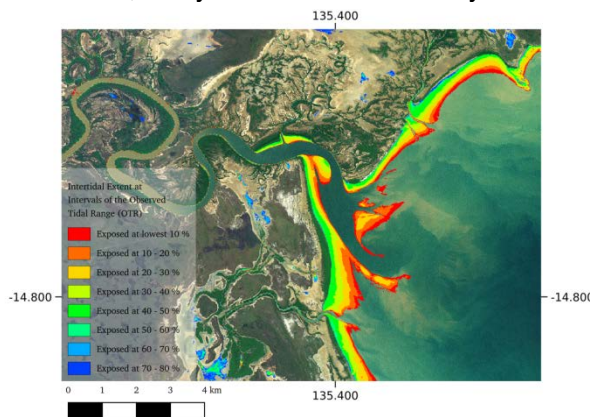 135.400
Intertidal Extent at
Intervals of the Observed
Tidal Range (OTR)
Exposed at lowest 10 %
Exposed at 10 - 20 %
Exposed at 20 - 30 %
Exposed at 30 - 40 %
Exposed at 40 - 50 %
Exposed at 50 - 60 %
Exposed at 60 - 70 %
Exposed at 70 - 80 %
-14.800
-14.800
0 1 2 3 4 km
135.400